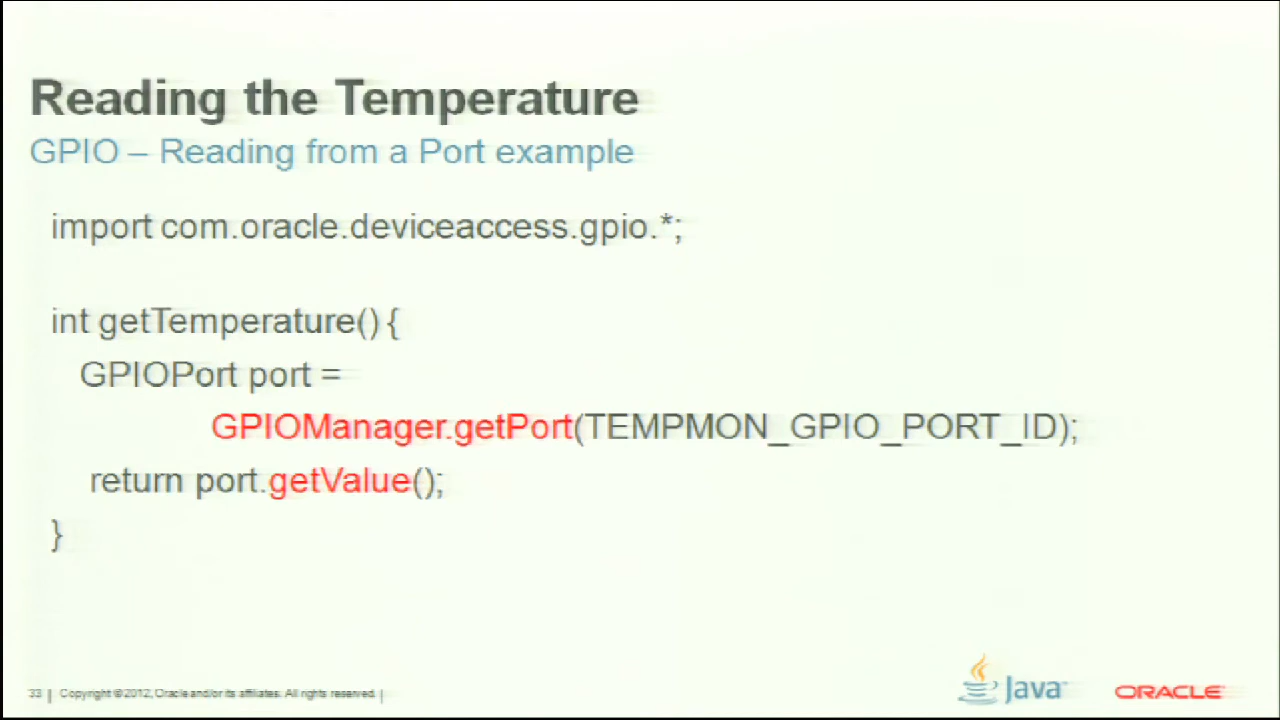 Reading the Temperature
GPIO – Reading from a Port example
import com.oracle.deviceaccess.gpio.*;
int getTemperature() {
GPIOPort port =
GPIOManager.getPort(TEMPMON_GPIO_PORT_ID);
return port.getValue();
}
33 | Copyright © 2012, Oracle and/or its affiliates. All rights reserved. |
Java
ORACLE